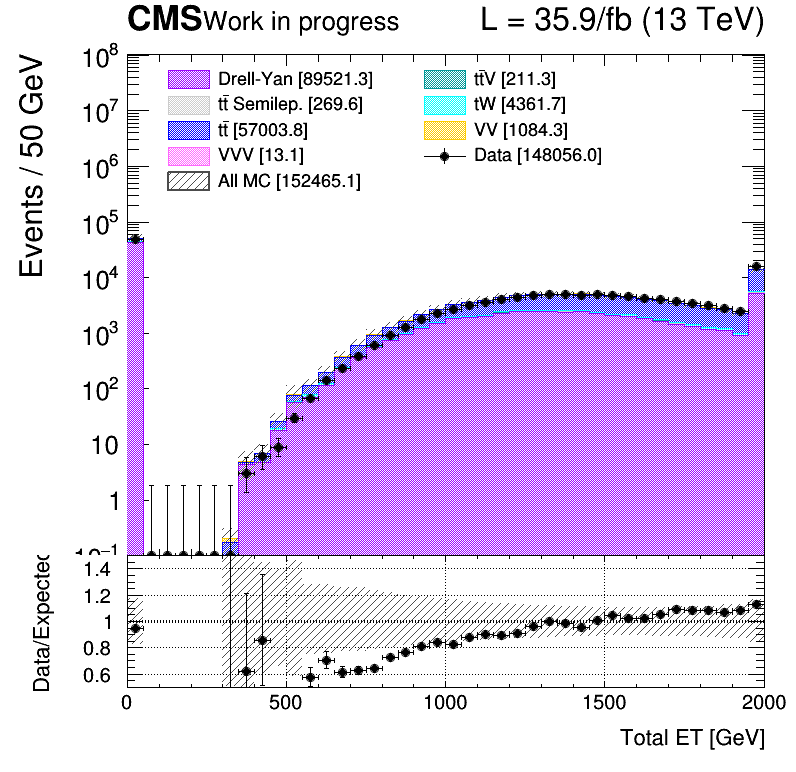 CMS Work in progress L = 35.9/fb (13 TeV)
Events / 50 GeV
10⁸
10⁷
10⁶
10⁵
10⁴
10³
10²
10
1
Drell-Yan [89521.3]
tt̄ Semilep. [269.6]
tt̄ [57003.8]
VVV [13.1]
All MC [152465.1]
tt̄V [211.3]
tW [4361.7]
VV [1084.3]
Data [148056.0]
Data/Expected
1.4
1.2
1
0.8
0.6
0 500 1000 1500 2000
Total ET [GeV]